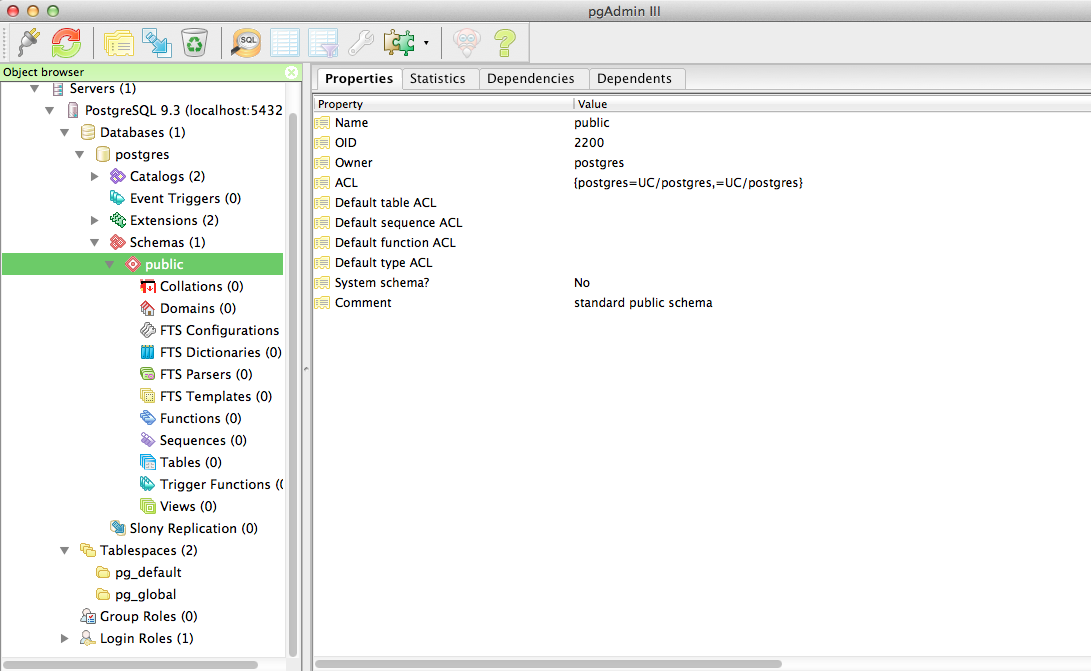 pgAdmin III
SQL
Object browser
Servers (1)
PostgreSQL 9.3 (localhost:5432
Databases (1)
postgres
Catalogs (2)
Event Triggers (0)
Extensions (2)
Schemas (1)
public
Collations (0)
Domains (0)
FTS Configurations
FTS Dictionaries (0)
FTS Parsers (0)
FTS Templates (0)
Functions (0)
Sequences (0)
Tables (0)
Trigger Functions (
Views (0)
Slony Replication (0)
Tablespaces (2)
pg_default
pg_global
Group Roles (0)
Login Roles (1)
Properties Statistics Dependencies Dependents
Property Value
Name public
OID 2200
Owner postgres
ACL {postgres=UC/postgres,=UC/postgres}
Default table ACL
Default sequence ACL
Default function ACL
Default type ACL
System schema? No
Comment standard public schema